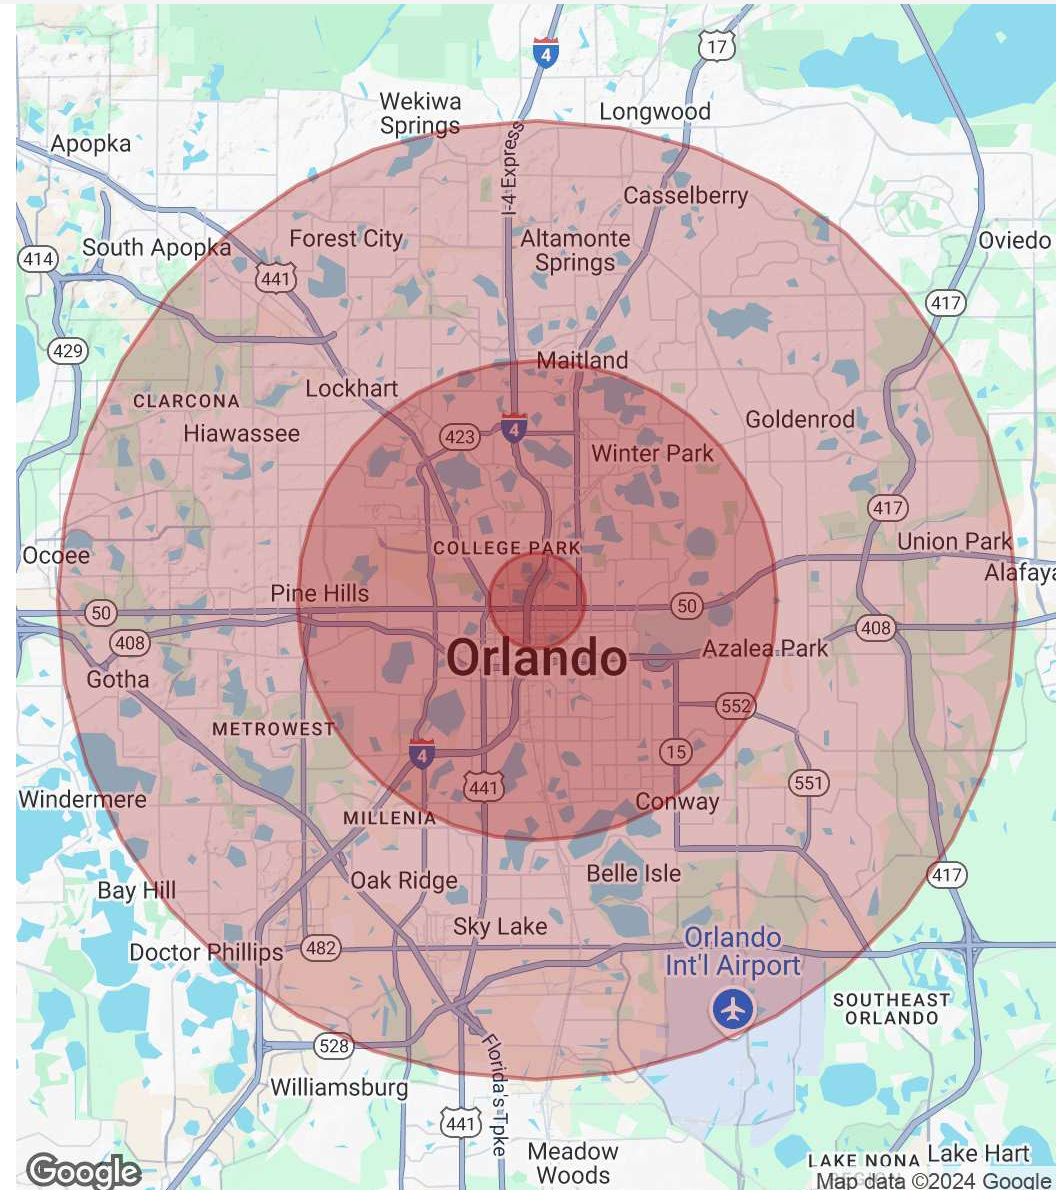 4
17
Wekiwa
Springs
Longwood
Apopka
I-4 Express
Casselberry
South Apopka
Forest City
Altamonte
Springs
Oviedo
414
441
417
429
Maitland
Lockhart
CLARCONA
Hiawassee
423
4
Goldenrod
Winter Park
417
COLLEGE PARK
Union Park
Ocoee
Alafaya
Pine Hills
50
50
408
408
Orlando
Azalea Park
Gotha
METROWEST
552
4
15
441
551
Windermere
Conway
MILLENIA
Oak Ridge
Belle Isle
417
Bay Hill
Sky Lake
Doctor Phillips
482
Orlando
Int'l Airport
SOUTHEAST
ORLANDO
528
Florida's Tpke
Williamsburg
441
Meadow
Woods
LAKE NONA
Lake Hart
Google
Map data ©2024 Google